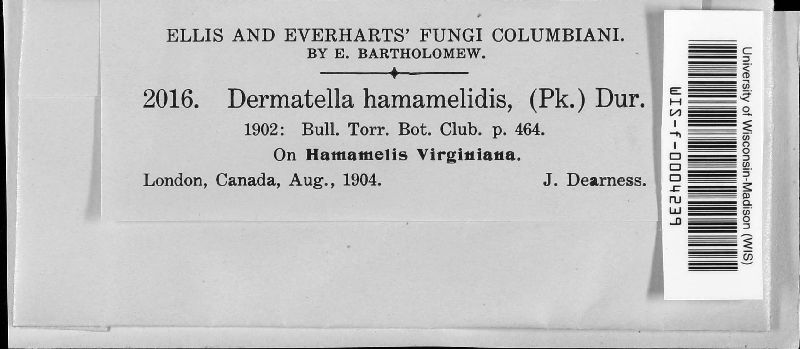 ELLIS AND EVERHARTS' FUNGI COLUMBIANI.
BY E. BARTHOLOMEW.
2016. Dermatella hamamelidis, (Pk.) Dur.
1902: Bull. Torr. Bot. Club. p. 464.
On Hamamelis Virginiana.
London, Canada, Aug., 1904. J. Dearness.
WIS-f-0004239
University of Wisconsin-Madison (WIS)